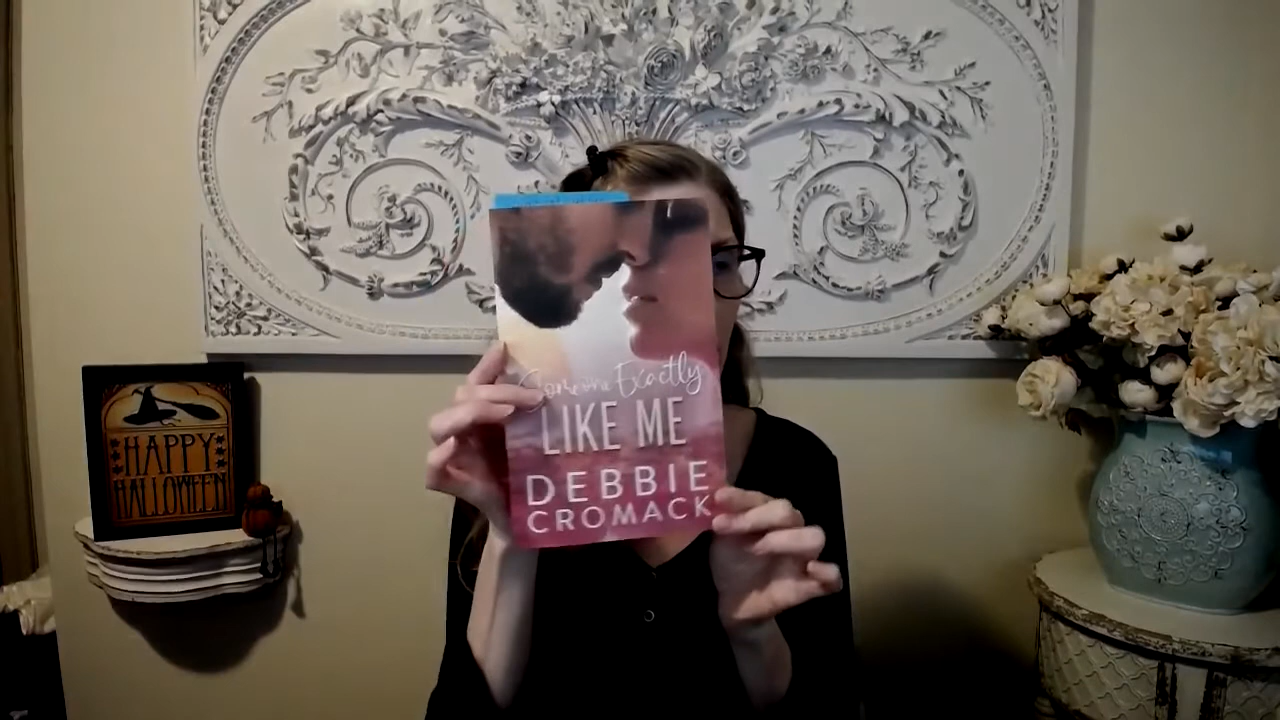 HAPPY
HALLOWEEN
Someone Exactly
LIKE ME
DEBBIE
CROMACK